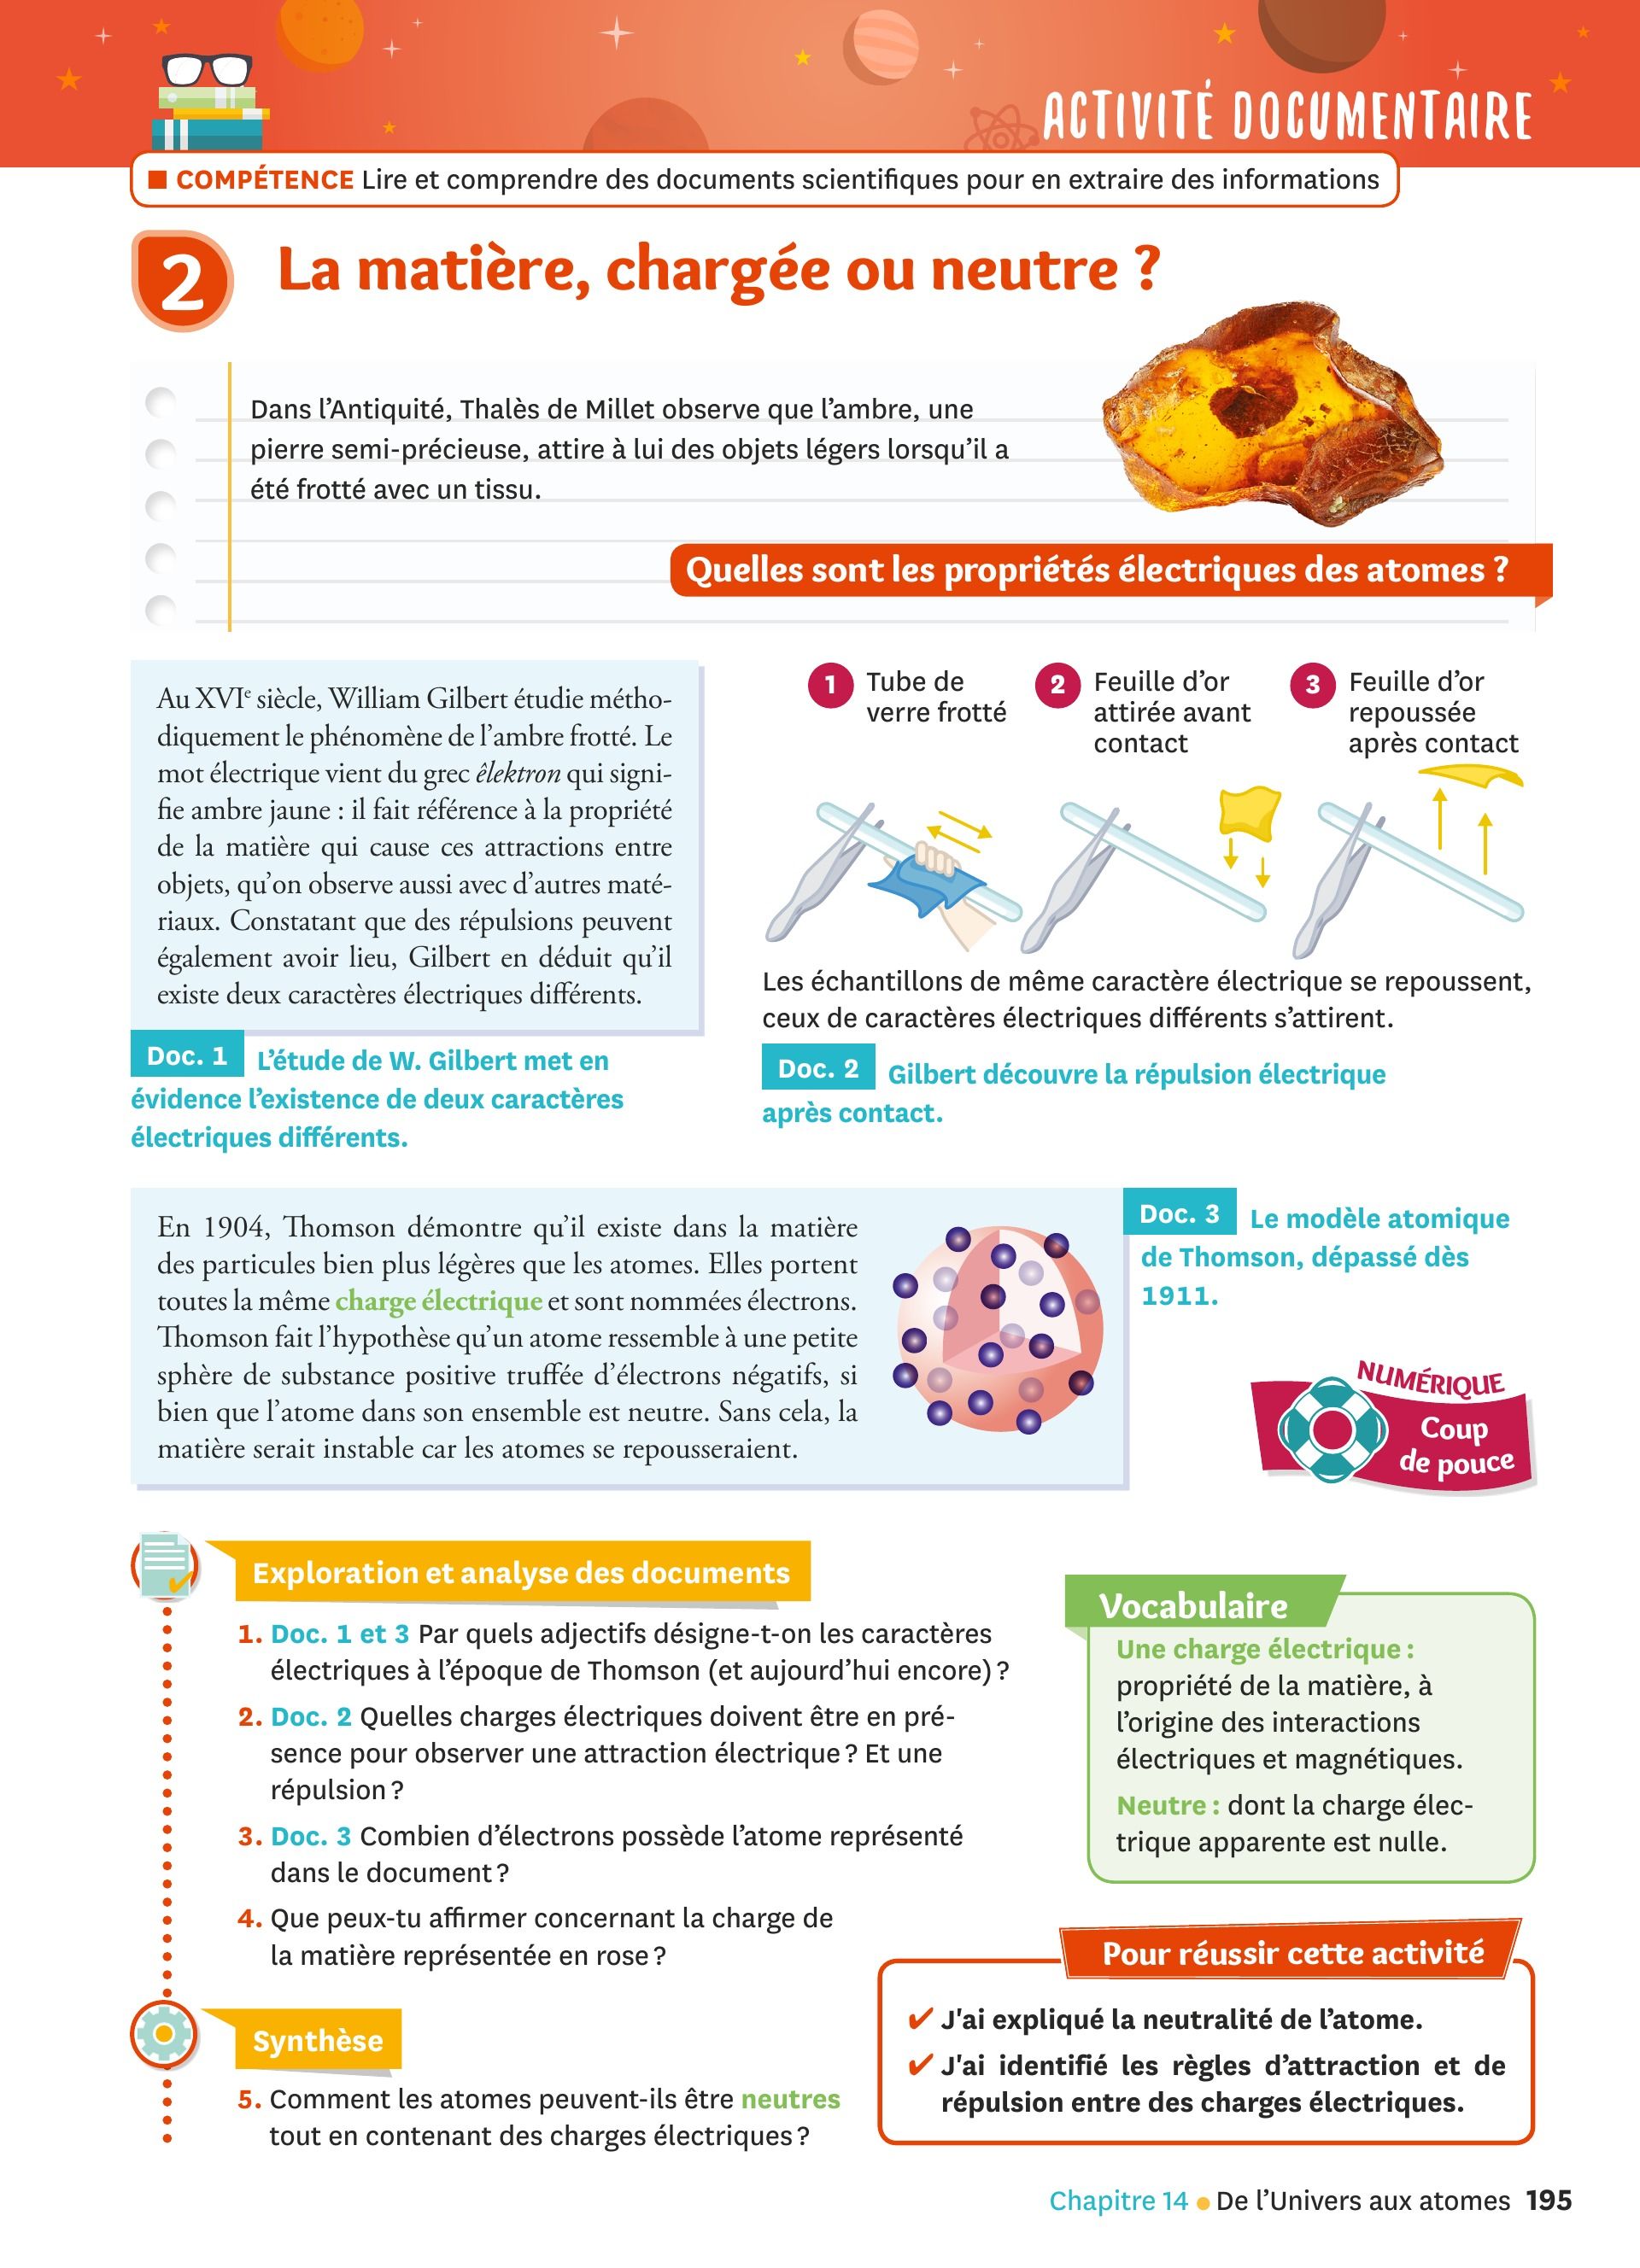 ACTIVITÉ DOCUMENTAIRE
■ COMPÉTENCE Lire et comprendre des documents scientifiques pour en extraire des informations
2 La matière, chargée ou neutre ?
Dans l’Antiquité, Thalès de Millet observe que l’ambre, une
pierre semi-précieuse, attire à lui des objets légers lorsqu’il a
été frotté avec un tissu.
Quelles sont les propriétés électriques des atomes ?
Au XVIe siècle, William Gilbert étudie métho-
diquement le phénomène de l’ambre frotté. Le
mot électrique vient du grec êlektron qui signi-
fie ambre jaune : il fait référence à la propriété
de la matière qui cause ces attractions entre
objets, qu’on observe aussi avec d’autres maté-
riaux. Constatant que des répulsions peuvent
également avoir lieu, Gilbert en déduit qu’il
existe deux caractères électriques différents.
Doc. 1 L’étude de W. Gilbert met en
évidence l’existence de deux caractères
électriques différents.
1 Tube de
verre frotté
2 Feuille d’or
attirée avant
contact
3 Feuille d’or
repoussée
après contact
Les échantillons de même caractère électrique se repoussent,
ceux de caractères électriques différents s’attirent.
Doc. 2 Gilbert découvre la répulsion électrique
après contact.
En 1904, Thomson démontre qu’il existe dans la matière
des particules bien plus légères que les atomes. Elles portent
toutes la même charge électrique et sont nommées électrons.
Thomson fait l’hypothèse qu’un atome ressemble à une petite
sphère de substance positive truffée d’électrons négatifs, si
bien que l’atome dans son ensemble est neutre. Sans cela, la
matière serait instable car les atomes se repousseraient.
Doc. 3 Le modèle atomique
de Thomson, dépassé dès
1911.
NUMÉRIQUE
Coup
de pouce
Exploration et analyse des documents
1. Doc. 1 et 3 Par quels adjectifs désigne-t-on les caractères
électriques à l’époque de Thomson (et aujourd’hui encore) ?
2. Doc. 2 Quelles charges électriques doivent être en pré-
sence pour observer une attraction électrique ? Et une
répulsion ?
3. Doc. 3 Combien d’électrons possède l’atome représenté
dans le document ?
4. Que peux-tu affirmer concernant la charge de
la matière représentée en rose ?
Synthèse
5. Comment les atomes peuvent-ils être neutres
tout en contenant des charges électriques ?
Vocabulaire
Une charge électrique :
propriété de la matière, à
l’origine des interactions
électriques et magnétiques.
Neutre : dont la charge élec-
trique apparente est nulle.
Pour réussir cette activité
✔ J'ai expliqué la neutralité de l’atome.
✔ J'ai identifié les règles d’attraction et de
répulsion entre des charges électriques.
Chapitre 14 ● De l’Univers aux atomes 195